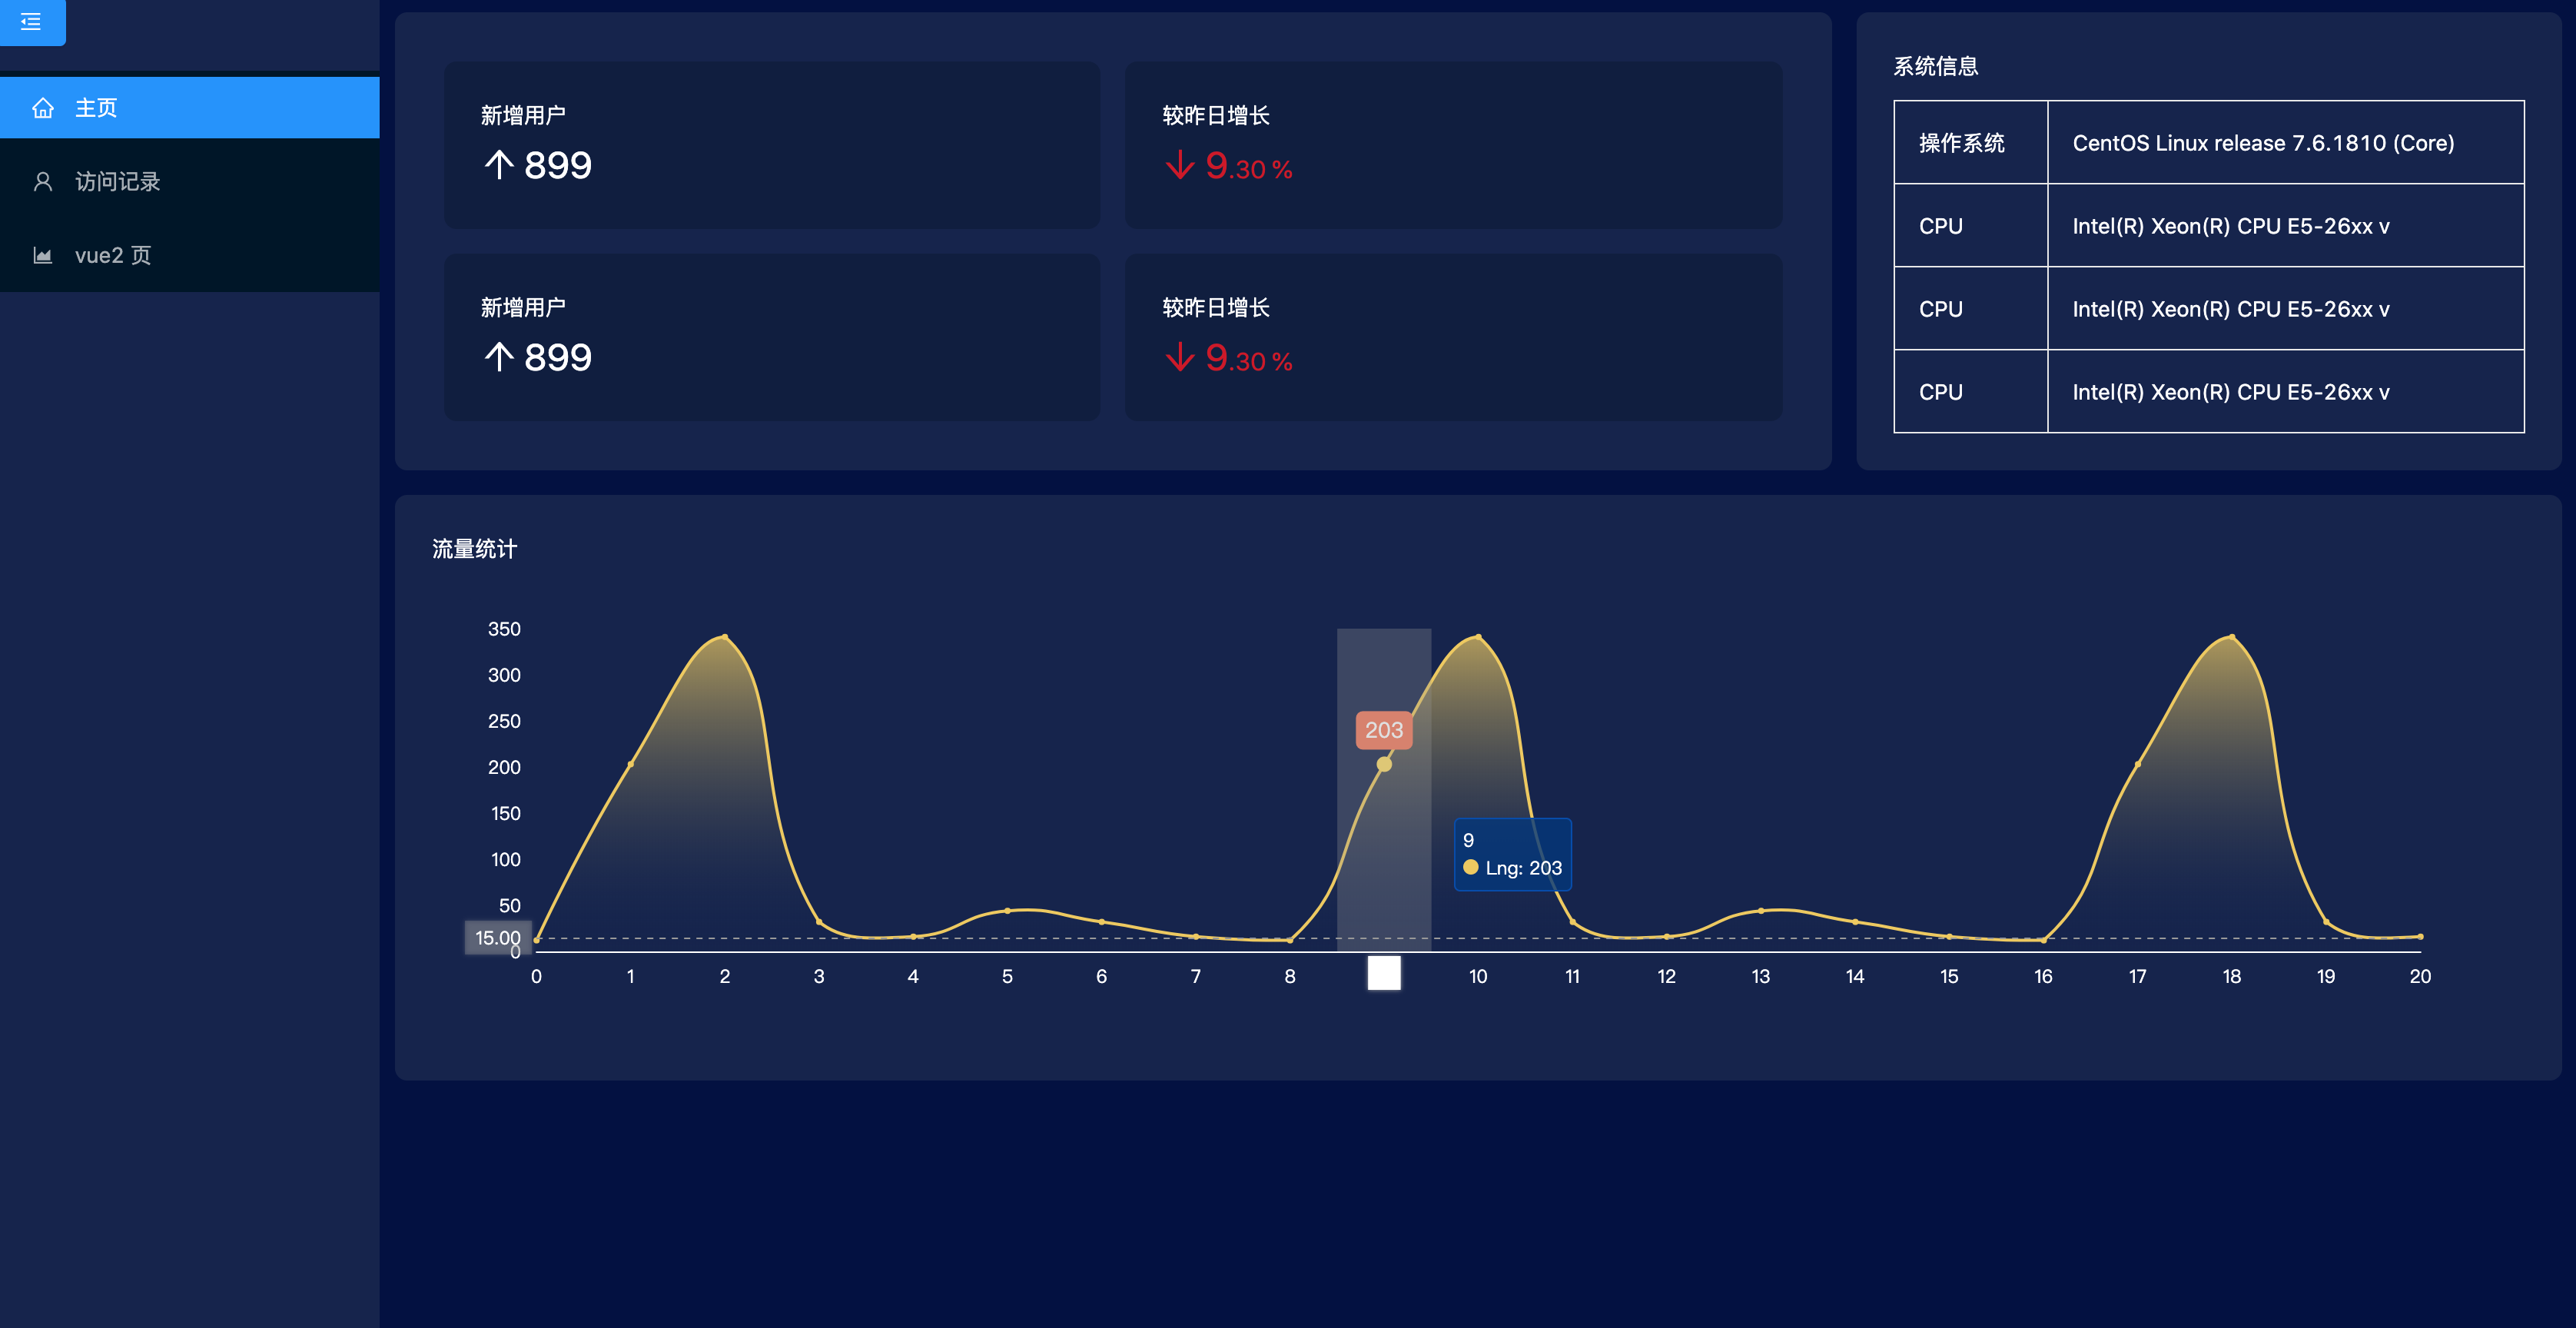 主页
访问记录
vue2 页
新增用户
899
较昨日增长
9.30 %
新增用户
899
较昨日增长
9.30 %
系统信息
操作系统 CentOS Linux release 7.6.1810 (Core)
CPU Intel(R) Xeon(R) CPU E5-26xx v
CPU Intel(R) Xeon(R) CPU E5-26xx v
CPU Intel(R) Xeon(R) CPU E5-26xx v
流量统计
350
300
250
203
200
150
9
100
Lng: 203
50
15.00
0
0 1 2 3 4 5 6 7 8 10 11 12 13 14 15 16 17 18 19 20